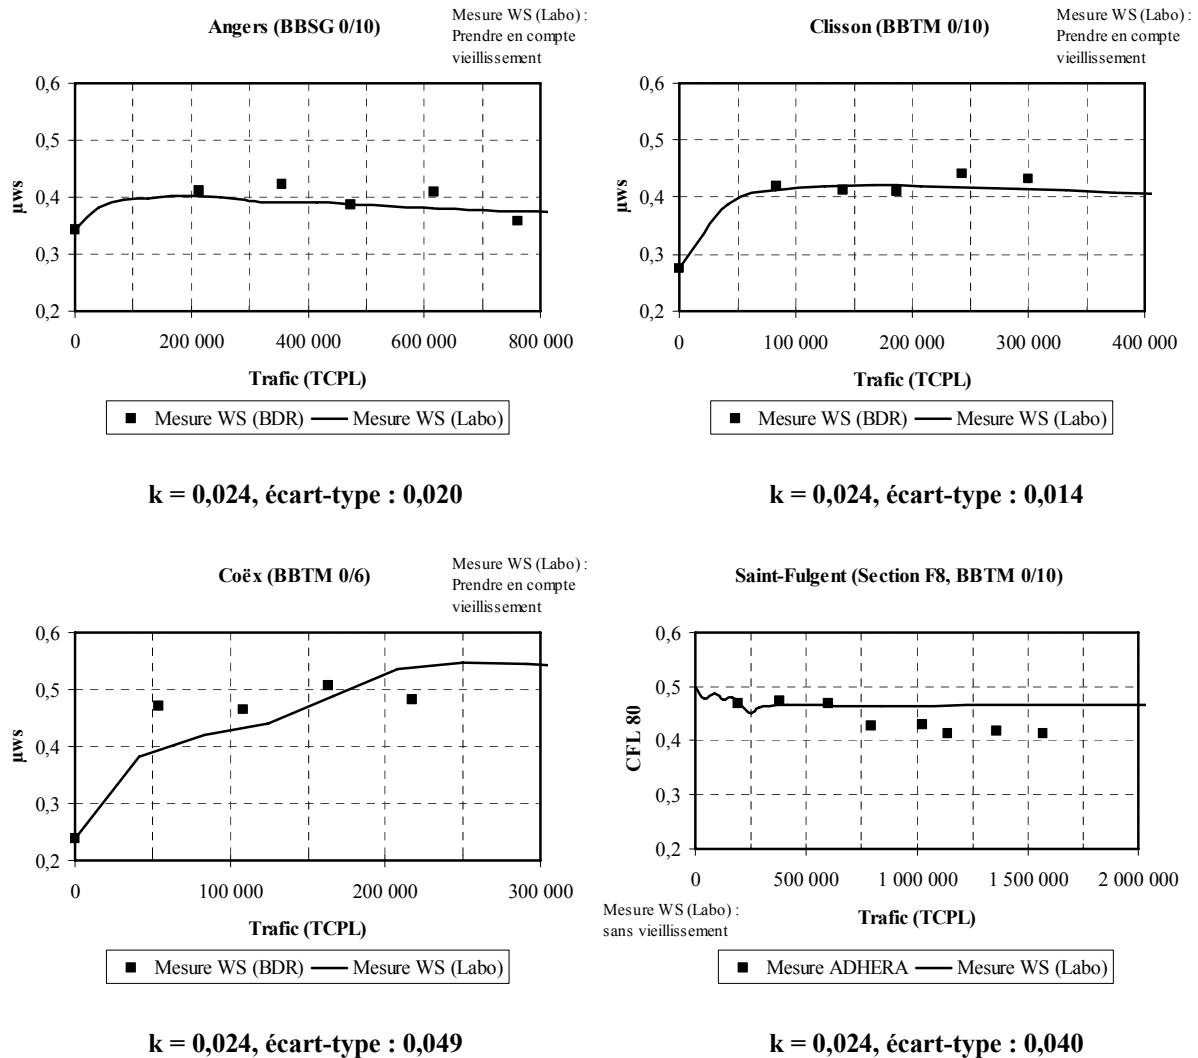 Angers (BBSG 0/10)
Mesure WS (Labo) :
Prendre en compte
vieillissement
0,6
0,5
0,4
0,3
0,2
µws
0 200 000 400 000 600 000 800 000
Trafic (TCPL)
Mesure WS (BDR) Mesure WS (Labo)
k = 0,024, écart-type : 0,020
Clisson (BBTM 0/10)
Mesure WS (Labo) :
Prendre en compte
vieillissement
0,6
0,5
0,4
0,3
0,2
µws
0 100 000 200 000 300 000 400 000
Trafic (TCPL)
Mesure WS (BDR) Mesure WS (Labo)
k = 0,024, écart-type : 0,014
Coëx (BBTM 0/6)
Mesure WS (Labo) :
Prendre en compte
vieillissement
0,6
0,5
0,4
0,3
0,2
µws
0 100 000 200 000 300 000
Trafic (TCPL)
Mesure WS (BDR) Mesure WS (Labo)
k = 0,024, écart-type : 0,049
Saint-Fulgent (Section F8, BBTM 0/10)
0,6
0,5
0,4
0,3
0,2
CFL 80
0 500 000 1 000 000 1 500 000 2 000 000
Mesure WS (Labo) :
sans vieillissement
Trafic (TCPL)
Mesure ADHERA Mesure WS (Labo)
k = 0,024, écart-type : 0,040